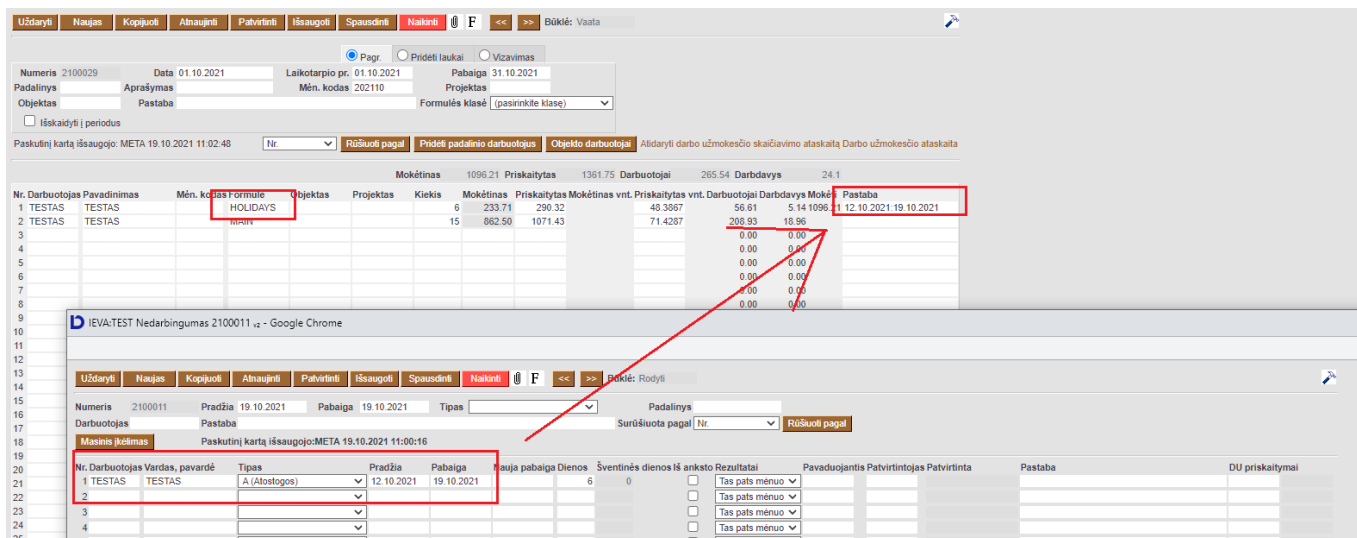 Uždaryti Naujas Kopijuoti Atnaujinti Patvirtinti Išsaugoti Spausdinti Naikinti F << >> Būklė: Vaata
Pagr. Pridėti laukai Vizavimas
Numeris 2100029 Data 01.10.2021 Laikotarpio pr. 01.10.2021 Pabaiga 31.10.2021
Padalinys Aprašymas Mėn. kodas 202110 Projektas
Objektas Pastaba Formulės klasė (pasirinkite klasę)
Išskaidyti į periodus
Paskutinį kartą išsaugojo: META 19.10.2021 11:02:48 Nr. Rūšiuoti pagal Pridėti padalinio darbuotojus Objekto darbuotojai Atidaryti darbo užmokesčio skaičiavimo ataskaitą Darbo užmokesčio ataskaita
Mokėtinas 1096.21 Priskaitytas 1361.75 Darbuotojai 265.54 Darbdavys 24.1
Nr. Darbuotojas Pavadinimas Mėn. kodas Formulė Objektas Projektas Kiekis Mokėtinas Priskaitytas Mokėtinas vnt. Priskaitytas vnt. Darbuotojai Darbdavys Mokėti Pastaba
1 TESTAS TESTAS HOLIDAYS 6 233.71 290.32 48.3867 56.61 5.14 1096.21 12.10.2021:19.10.2021
2 TESTAS TESTAS MAIN 15 862.50 1071.43 71.4287 208.93 18.96
3 0.00 0.00
4 0.00 0.00
5 0.00 0.00
6 0.00 0.00
7 0.00 0.00
8 0.00 0.00
9
10
11
12
13
14
15
16
17
18
19
20
21
22
23
24
IEVA:TEST Nedarbingumas 2100011 v2 - Google Chrome
Uždaryti Naujas Kopijuoti Atnaujinti Patvirtinti Išsaugoti Spausdinti Naikinti F << >> Būklė: Rodyti
Numeris 2100011 Pradžia 19.10.2021 Pabaiga 19.10.2021 Tipas Padalinys
Darbuotojas Pastaba Surūšiuota pagal Nr. Rūšiuoti pagal
Masinis įkėlimas Paskutinį kartą išsaugojo:META 19.10.2021 11:00:16
Nr. Darbuotojas Vardas, pavardė Tipas Pradžia Pabaiga Nauja pabaiga Dienos Šventinės dienos Iš anksto Rezultatai Pavaduojantis Patvirtintojas Patvirtinta Pastaba DU priskaitymai
1 TESTAS TESTAS A (Atostogos) 12.10.2021 19.10.2021 6 0 Tas pats mėnuo
2 Tas pats mėnuo
3 Tas pats mėnuo
4 Tas pats mėnuo